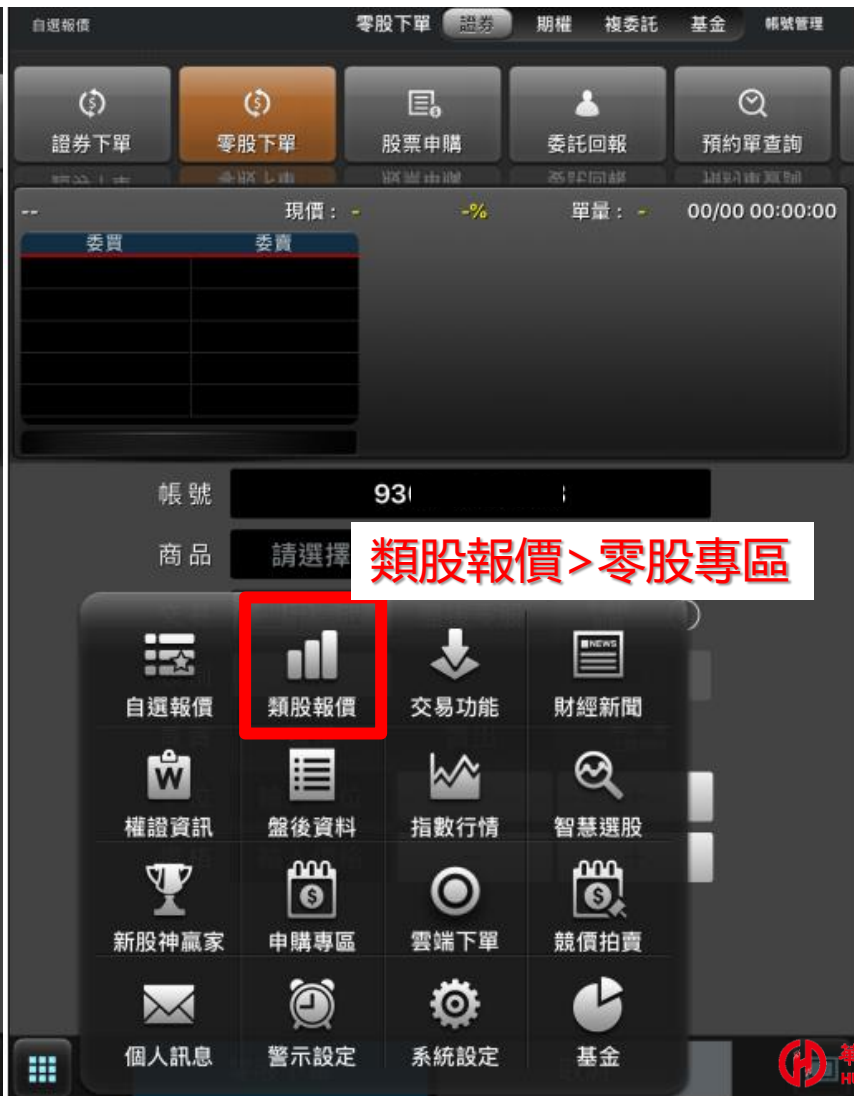 自選報價 零股下單 證券 期權 複委託 基金 帳號管理
證券下單 零股下單 股票申購 委託回報 預約單查詢
-- 現價： - -% 單量： - 00/00 00:00:00
委買 委賣
帳號 930
商品 請選擇
類股報價>零股專區
自選報價 類股報價 交易功能 財經新聞
NEWS
權證資訊 盤後資料 指數行情 智慧選股
W
新股神贏家 申購專區 雲端下單 競價拍賣
個人訊息 警示設定 系統設定 基金